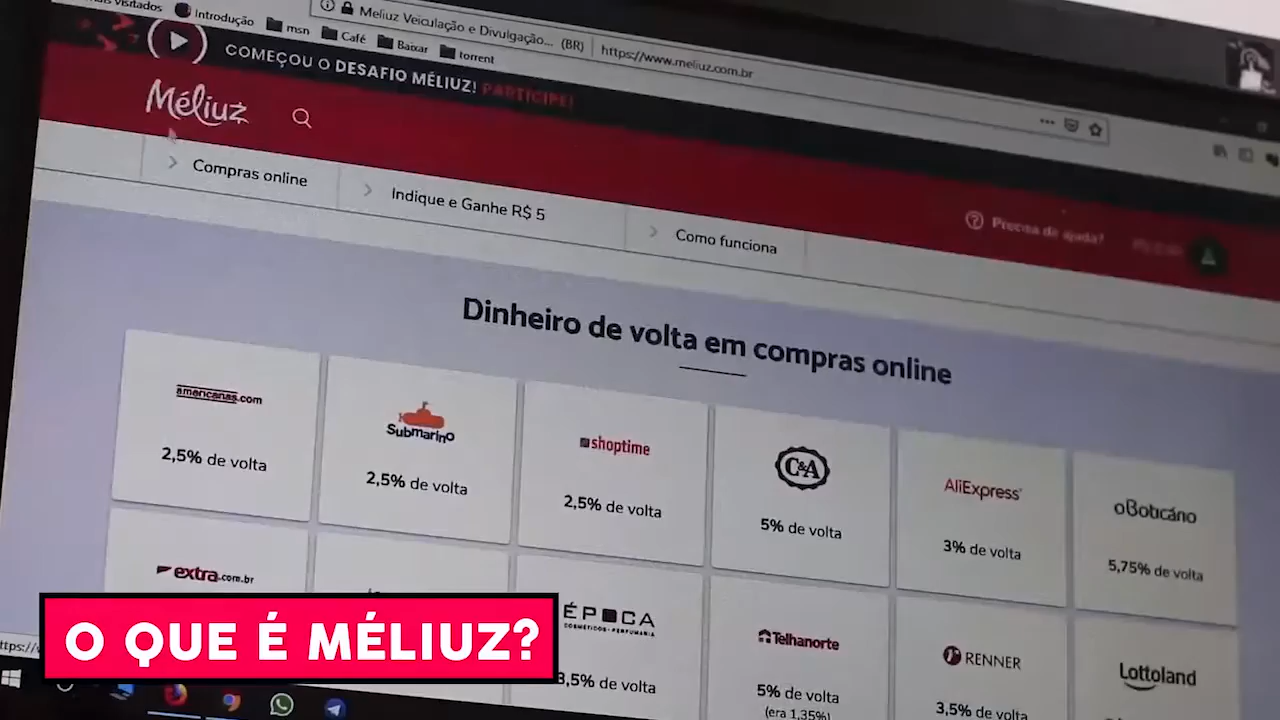 mais visitados
Introdução
msn
Café
Baixar
torrent
Meliuz Veiculação e Divulgação... (BR)
https://www.meliuz.com.br
COMEÇOU O DESAFIO MÉLIUZ! PARTICIPE!
Méliuz
Precisa de ajuda?
Compras online
Indique e Ganhe R$ 5
Como funciona
Dinheiro de volta em compras online
americanas.com
2,5% de volta
Submarino
2,5% de volta
shoptime
2,5% de volta
C&A
5% de volta
AliExpress
3% de volta
oBoticário
5,75% de volta
extra.com.br
ÉPOCA
COSMÉTICOS • PERFUMARIA
8,5% de volta
Telhanorte
5% de volta
(era 1,35%)
RENNER
3,5% de volta
Lottoland
O QUE É MÉLIUZ?